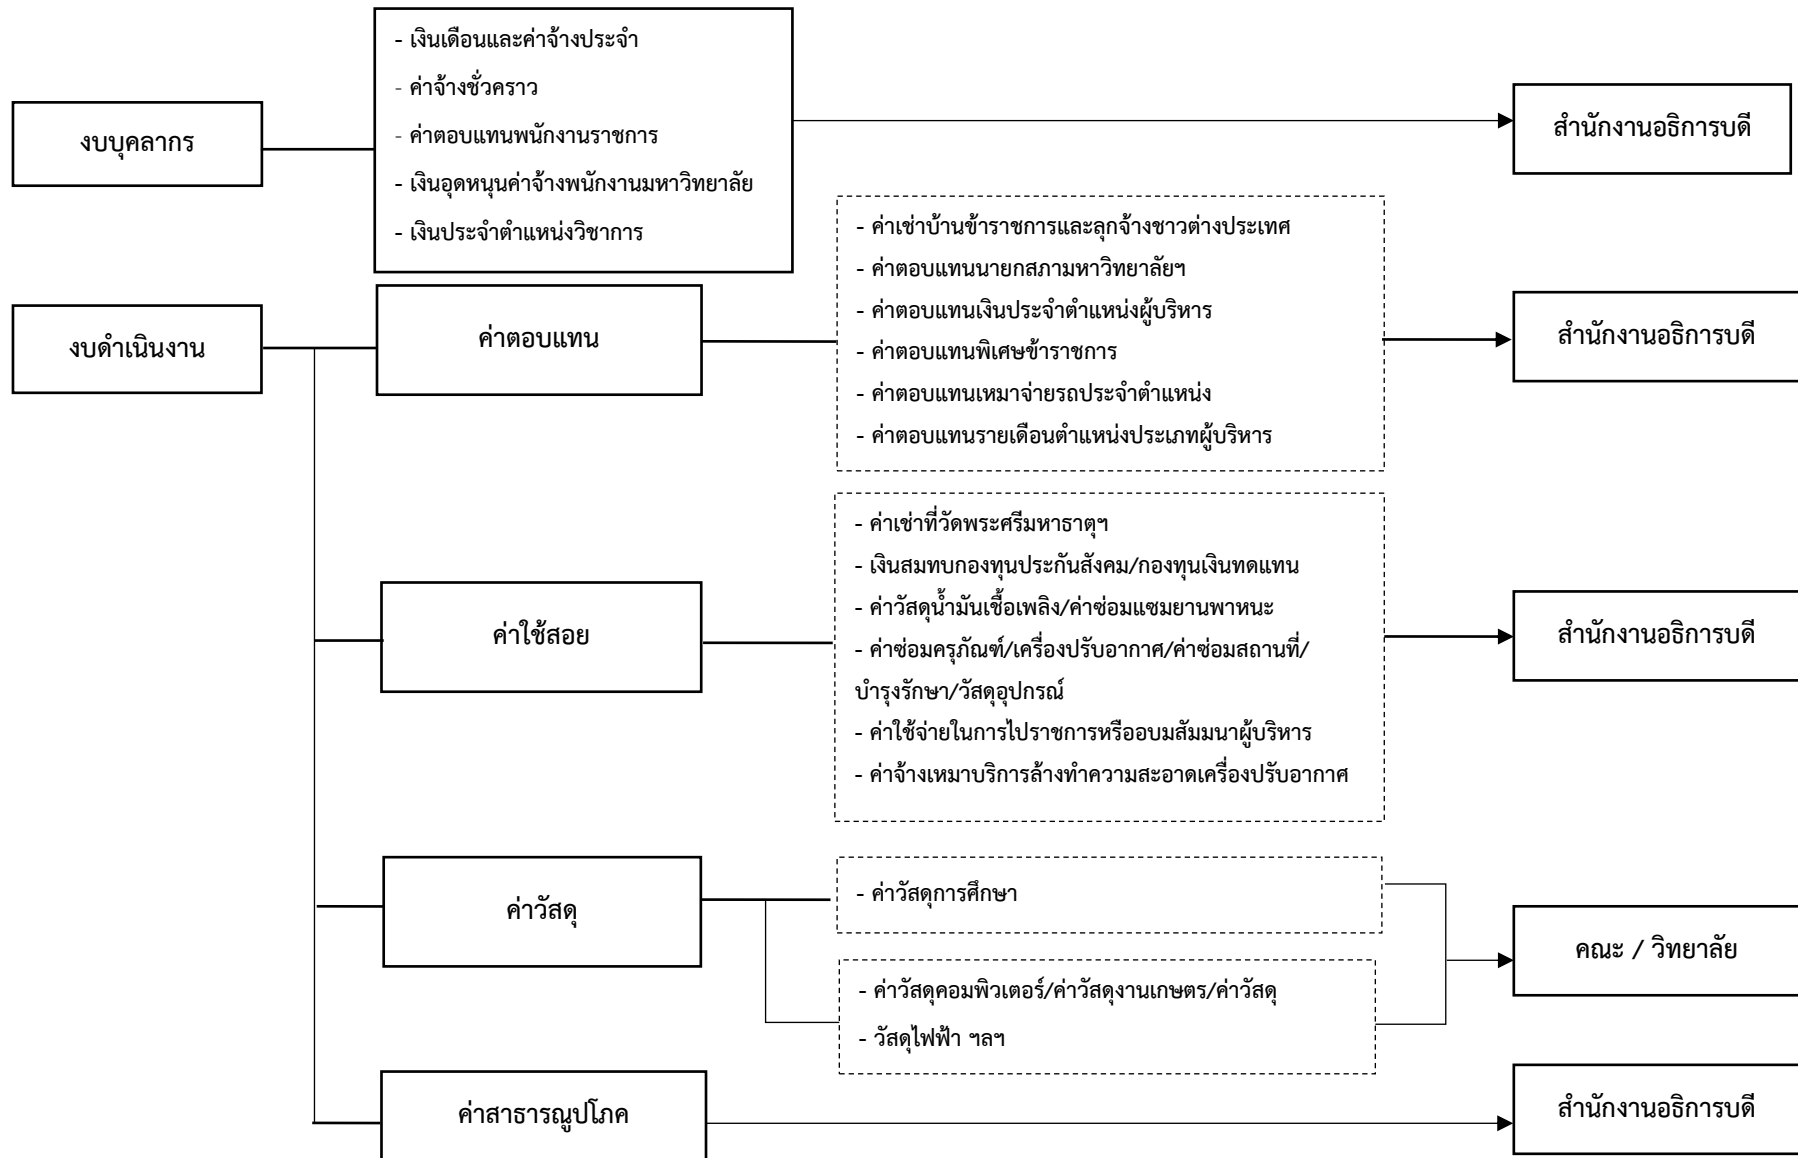 งบบุคลากร
- เงินเดือนและค่าจ้างประจำ
- ค่าจ้างชั่วคราว
- ค่าตอบแทนพนักงานราชการ
- เงินอุดหนุนค่าจ้างพนักงานมหาวิทยาลัย
- เงินประจำตำแหน่งวิชาการ
สำนักงานอธิการบดี
งบดำเนินงาน
ค่าตอบแทน
- ค่าเช่าบ้านข้าราชการและลุกจ้างชาวต่างประเทศ
- ค่าตอบแทนนายกสภามหาวิทยาลัยฯ
- ค่าตอบแทนเงินประจำตำแหน่งผู้บริหาร
- ค่าตอบแทนพิเศษข้าราชการ
- ค่าตอบแทนเหมาจ่ายรถประจำตำแหน่ง
- ค่าตอบแทนรายเดือนตำแหน่งประเภทผู้บริหาร
สำนักงานอธิการบดี
ค่าใช้สอย
- ค่าเช่าที่วัดพระศรีมหาธาตุฯ
- เงินสมทบกองทุนประกันสังคม/กองทุนเงินทดแทน
- ค่าวัสดุน้ำมันเชื้อเพลิง/ค่าซ่อมแซมยานพาหนะ
- ค่าซ่อมครุภัณฑ์/เครื่องปรับอากาศ/ค่าซ่อมสถานที่/
บำรุงรักษา/วัสดุอุปกรณ์
- ค่าใช้จ่ายในการไปราชการหรืออบมสัมมนาผู้บริหาร
- ค่าจ้างเหมาบริการล้างทำความสะอาดเครื่องปรับอากาศ
สำนักงานอธิการบดี
ค่าวัสดุ
- ค่าวัสดุการศึกษา
- ค่าวัสดุคอมพิวเตอร์/ค่าวัสดุงานเกษตร/ค่าวัสดุ
- วัสดุไฟฟ้า ฯลฯ
คณะ / วิทยาลัย
ค่าสาธารณูปโภค
สำนักงานอธิการบดี